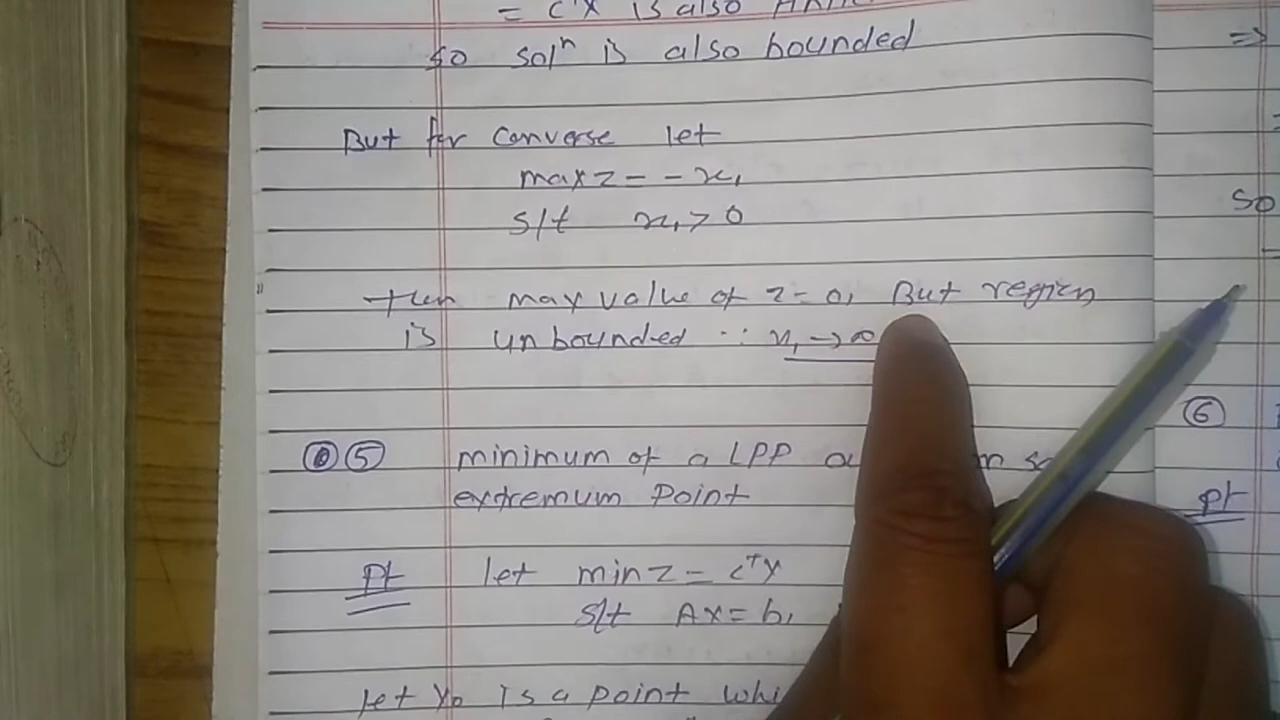 = C'X is also
so solⁿ is also bounded
But for converse let
max z = -x₁
s/t x₁ > 0
then max value of z = 0, But region
is unbounded ∵ x₁ → ∞
⑤ minimum of a LPP
extremum point
pf let min z = cᵀx
s/t Ax = b,
let x₀ is a point
⇒
so
⑥
pf